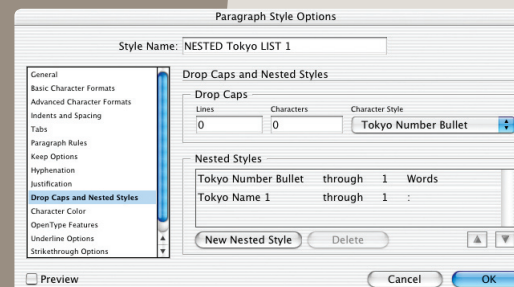 Paragraph Style Options
Style Name: NESTED Tokyo LIST 1
General
Basic Character Formats
Advanced Character Formats
Indents and Spacing
Tabs
Paragraph Rules
Keep Options
Hyphenation
Justification
Drop Caps and Nested Styles
Character Color
OpenType Features
Underline Options
Strikethrough Options
Drop Caps and Nested Styles
Drop Caps
Lines Characters Character Style
0 0 Tokyo Number Bullet
Nested Styles
Tokyo Number Bullet through 1 Words
Tokyo Name 1 through 1 :
New Nested Style Delete
Preview Cancel OK